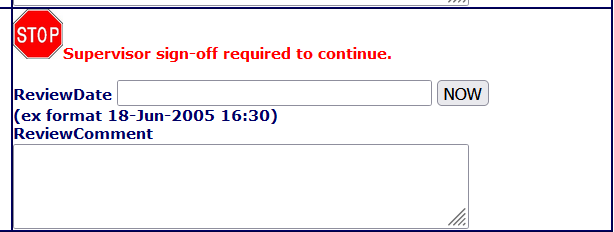 STOP
Supervisor sign-off required to continue.
ReviewDate NOW
(ex format 18-Jun-2005 16:30)
ReviewComment